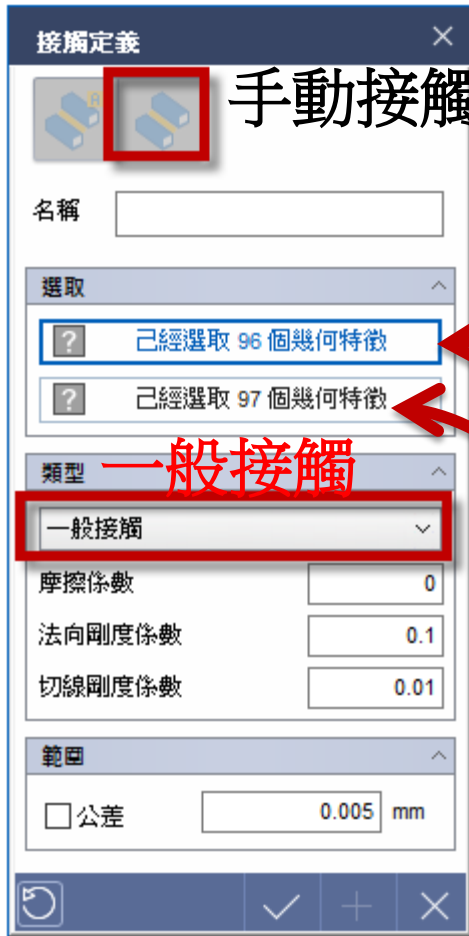 接觸定義
手動接觸
名稱
選取
? 已經選取 96 個幾何特徵
? 已經選取 97 個幾何特徵
類型 一般接觸
一般接觸
摩擦係數 0
法向剛度係數 0.1
切線剛度係數 0.01
範圍
公差 0.005 mm